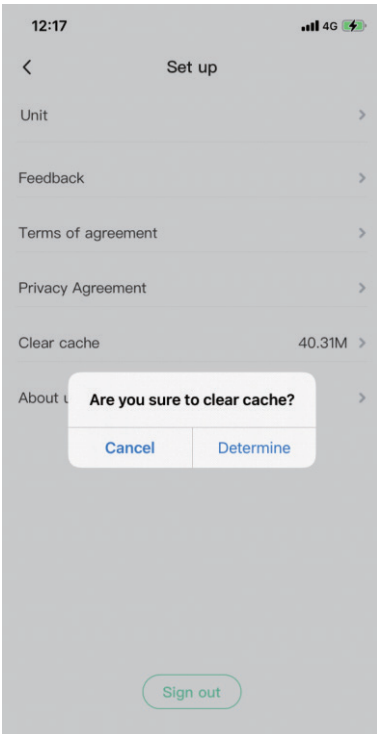 12:17 4G
Set up
Unit
Feedback
Terms of agreement
Privacy Agreement
Clear cache 40.31M
About u
Are you sure to clear cache?
Cancel Determine
Sign out